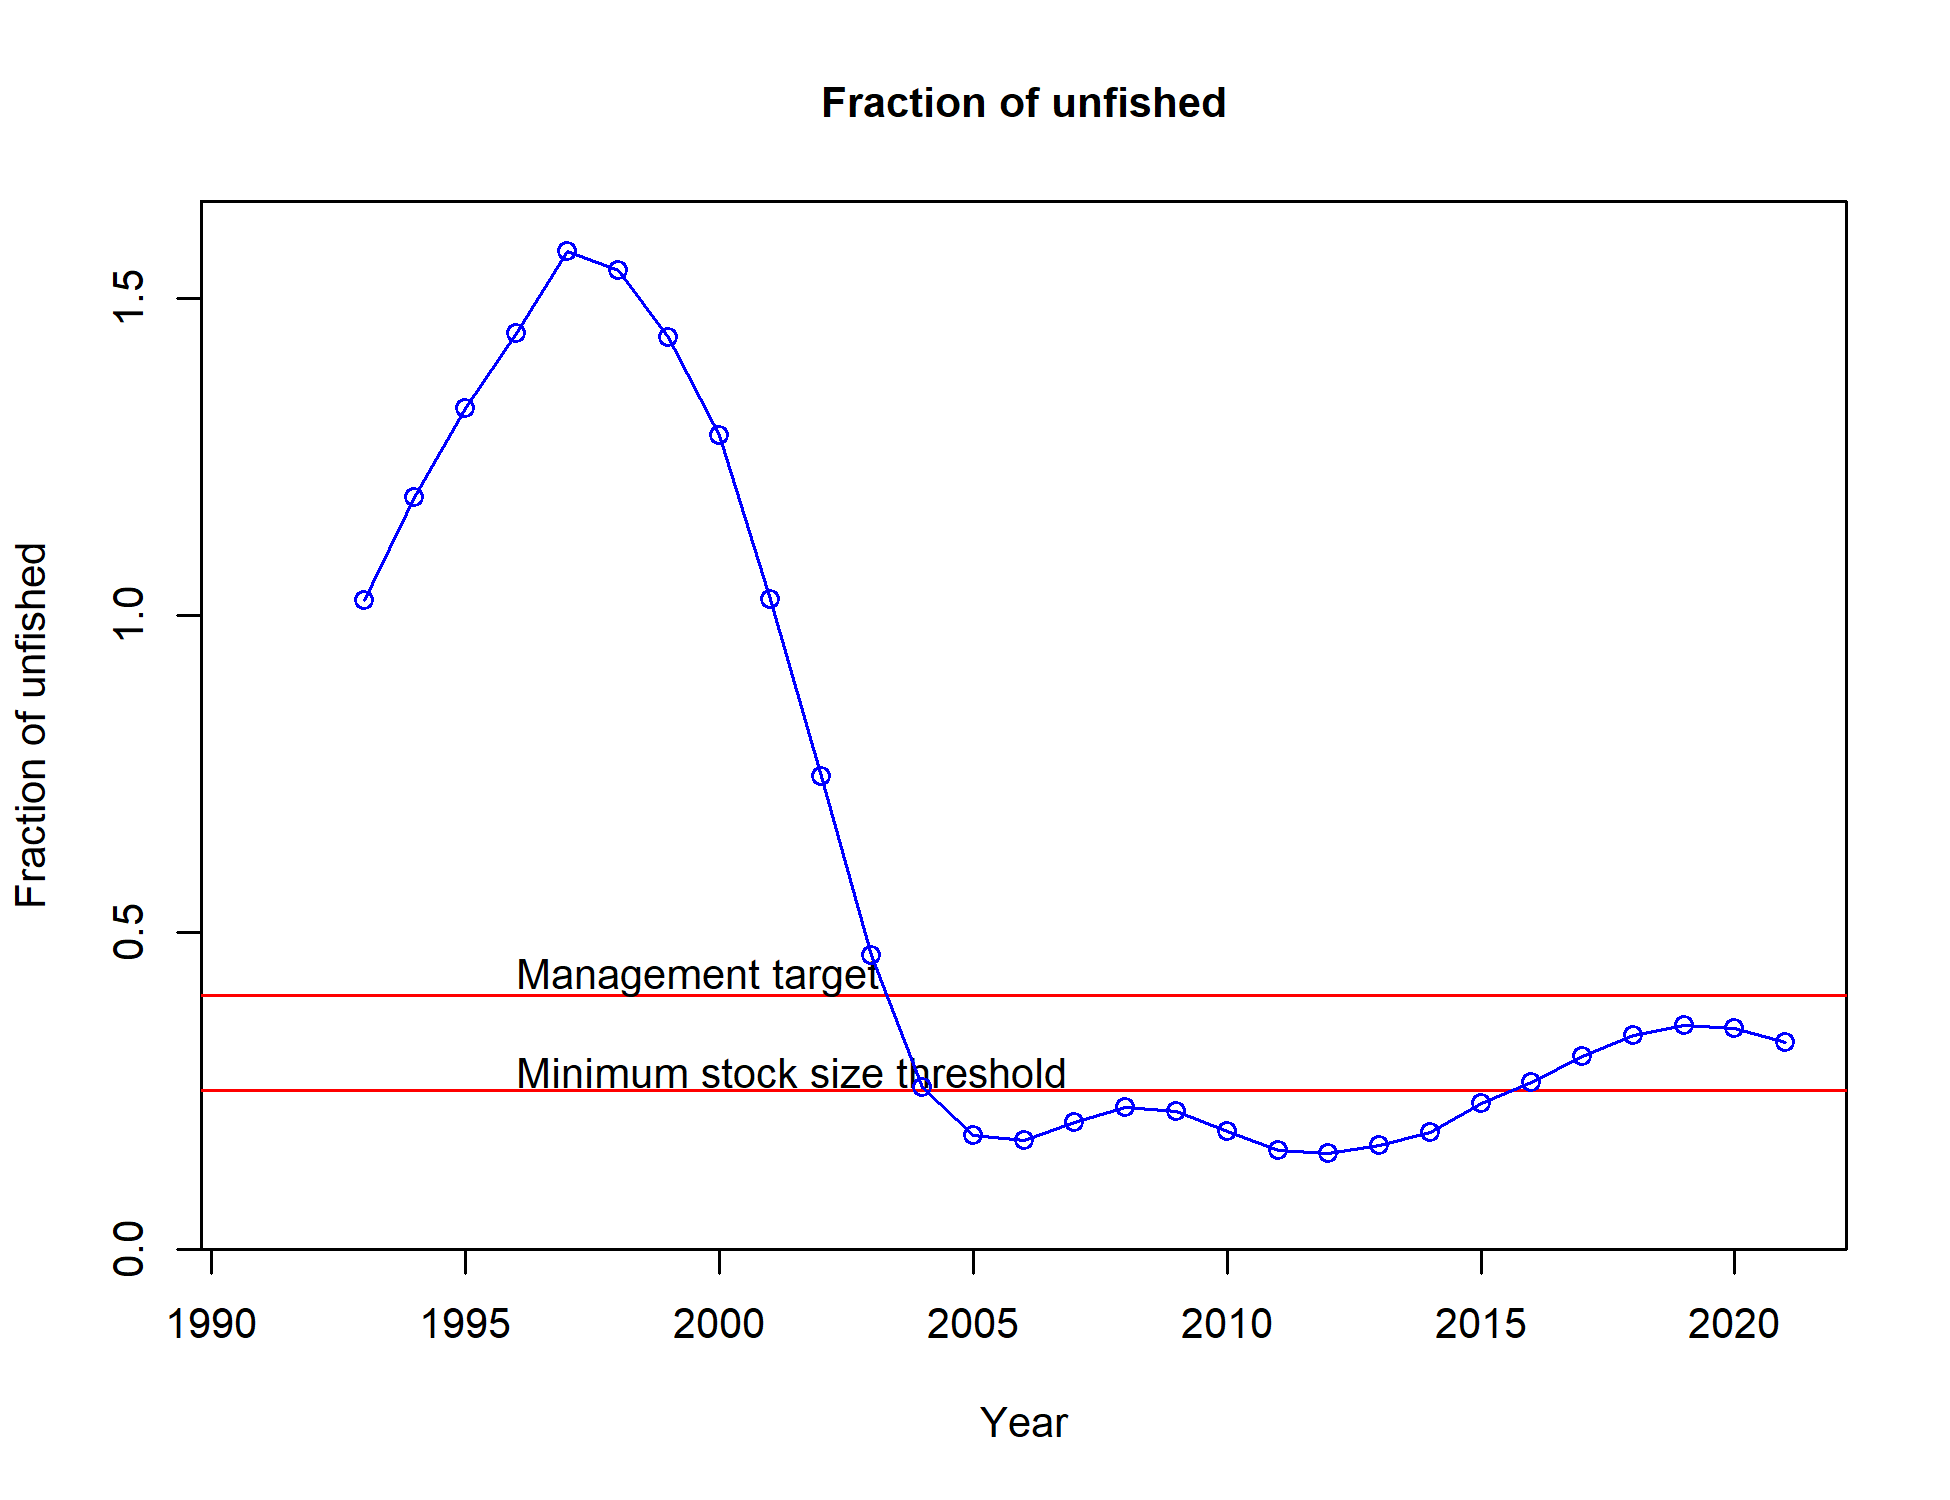 Fraction of unfished
Fraction of unfished
1.5
1.0
0.5
0.0
Management target
Minimum stock size threshold
1990 1995 2000 2005 2010 2015 2020
Year